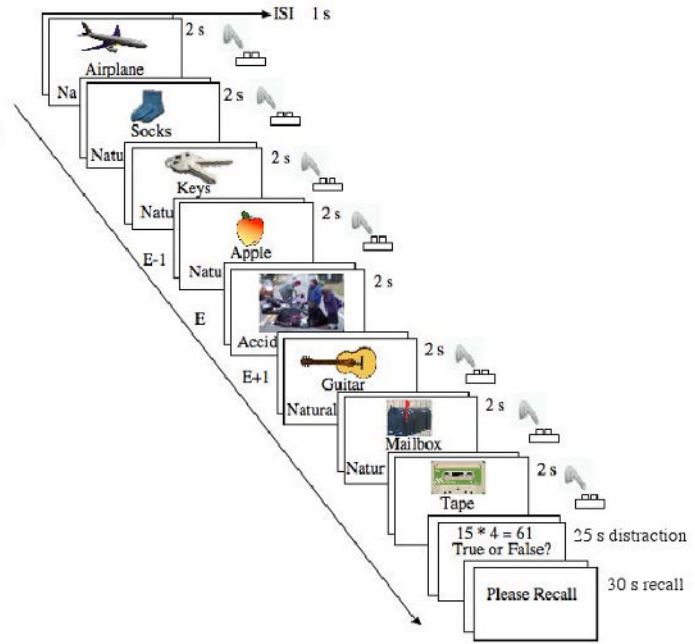 ISI 1 s
2 s
Airplane
Na
2 s
Socks
Natu
2 s
Keys
Natu
2 s
Apple
E-1
Natu
2 s
E
Accid
2 s
E+1
Guitar
Natural
2 s
Mailbox
Natur
2 s
Tape
15 * 4 = 61
True or False?
25 s distraction
Please Recall
30 s recall